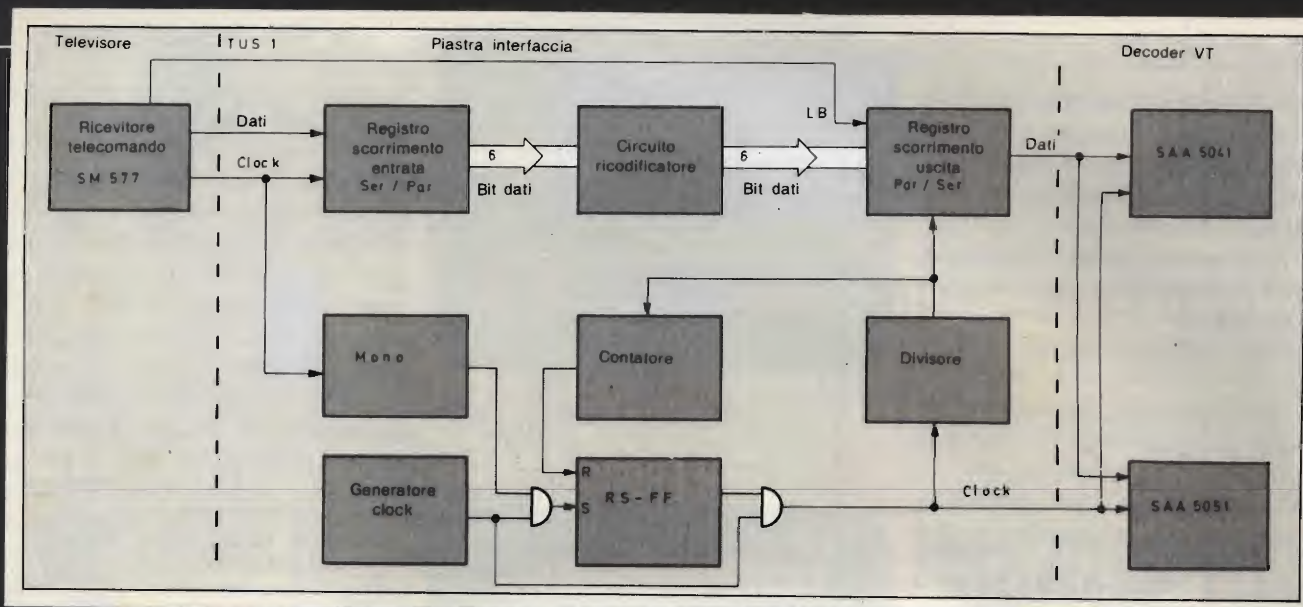 Televisore
TUS 1
Piastra interfaccia
Decoder VT
Ricevitore
telecomando
SM 577
Dati
Clock
Registro
scorrimento
entrata
Ser / Par
6
Bit dati
Circuito
ricodificatore
6
Bit dati
LB
Registro
scorrimento
uscita
Par / Ser
Dati
SAA 5041
Mono
Contatore
Divisore
Generatore
clock
R
S
RS-FF
Clock
SAA 5051